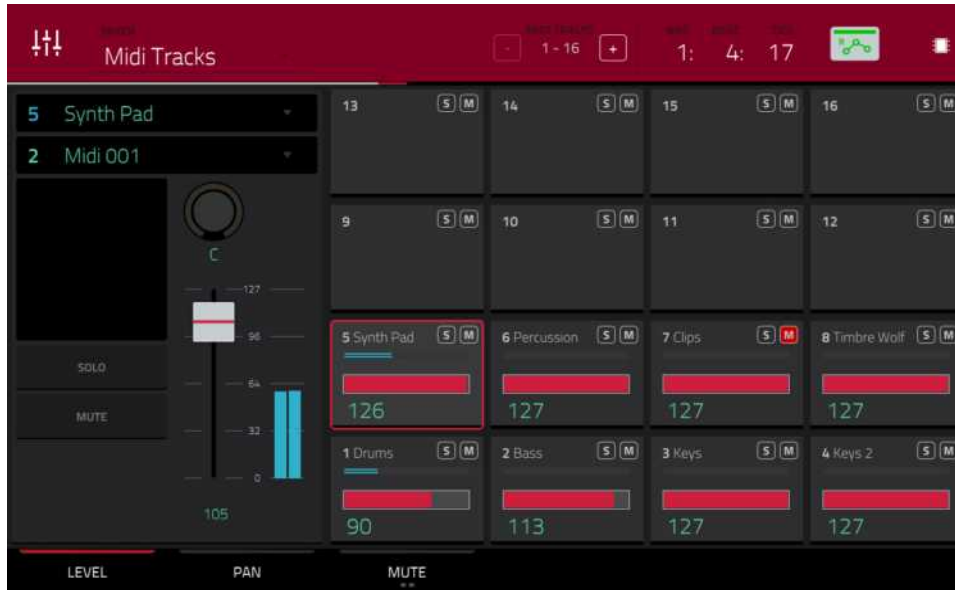 Midi Tracks
- 1 - 16 +
1: 4: 17
5 Synth Pad
2 Midi 001
C
127
96
64
32
0
105
SOLO
MUTE
13 S M
14 S M
15 S M
16 S M
9 S M
10 S M
11 S M
12 S M
5 Synth Pad S M
126
6 Percussion S M
127
7 Clips S M
127
8 Timbre Wolf S M
127
1 Drums S M
90
2 Bass S M
113
3 Keys S M
127
4 Keys 2 S M
127
LEVEL
PAN
MUTE